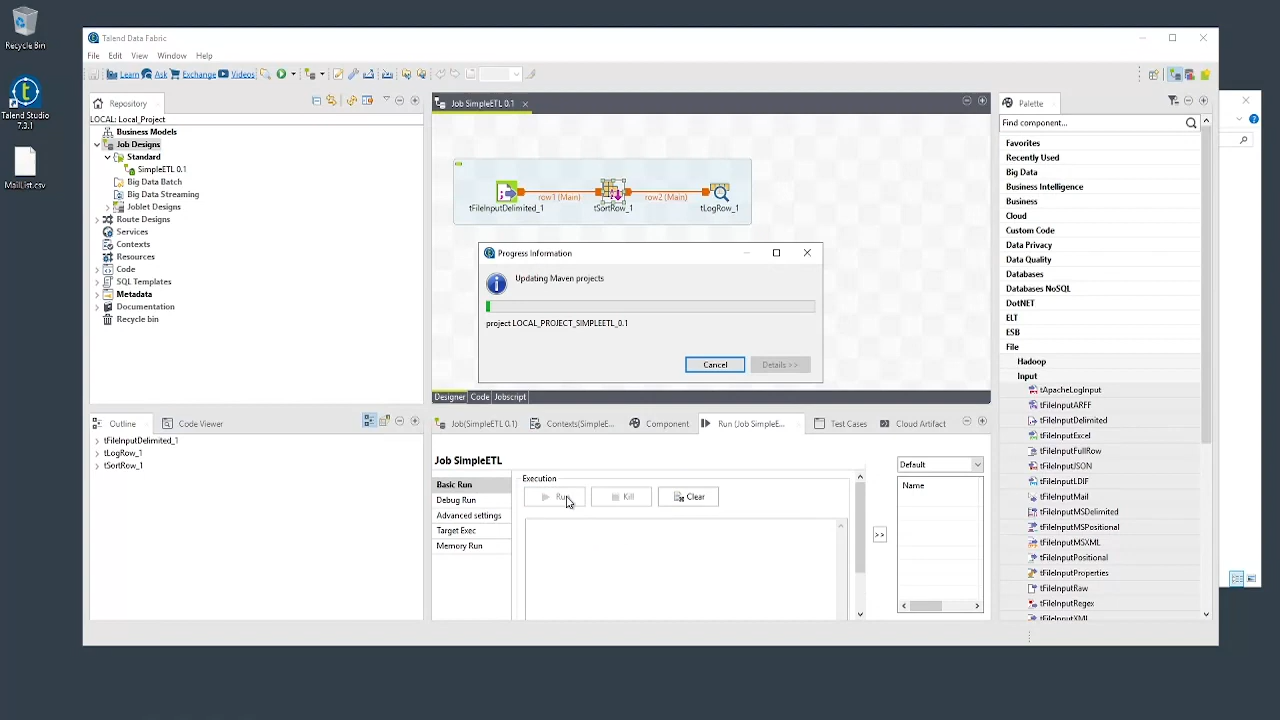 Recycle Bin
Talend Studio
7.3.1
MailList.csv
Talend Data Fabric
File Edit View Window Help
Learn Ask Exchange Videos
Repository
LOCAL: Local_Project
Business Models
Job Designs
Standard
SimpleETL 0.1
Big Data Batch
Big Data Streaming
Joblet Designs
Route Designs
Services
Contexts
Resources
Code
SQL Templates
Metadata
Documentation
Recycle bin
Outline
Code Viewer
tFileInputDelimited_1
tLogRow_1
tSortRow_1
Job SimpleETL 0.1
row1 (Main)
row2 (Main)
tFileInputDelimited_1
tSortRow_1
tLogRow_1
Progress Information
Updating Maven projects
project LOCAL_PROJECT_SIMPLEETL_0.1
Cancel
Details >>
Designer Code Jobscript
Job(SimpleETL 0.1)
Contexts(SimpleE...
Component
Run (Job SimpleE...
Test Cases
Cloud Artifact
Job SimpleETL
Basic Run
Debug Run
Advanced settings
Target Exec
Memory Run
Execution
Run
Kill
Clear
>>
Default
Name
Palette
Find component...
Favorites
Recently Used
Big Data
Business Intelligence
Business
Cloud
Custom Code
Data Privacy
Data Quality
Databases
Databases NoSQL
DotNET
ELT
ESB
File
Hadoop
Input
tApacheLogInput
tFileInputARFF
tFileInputDelimited
tFileInputExcel
tFileInputFullRow
tFileInputJSON
tFileInputLDIF
tFileInputMail
tFileInputMSDelimited
tFileInputMSPositional
tFileInputMSXML
tFileInputPositional
tFileInputProperties
tFileInputRaw
tFileInputRegex
tFileInputXML